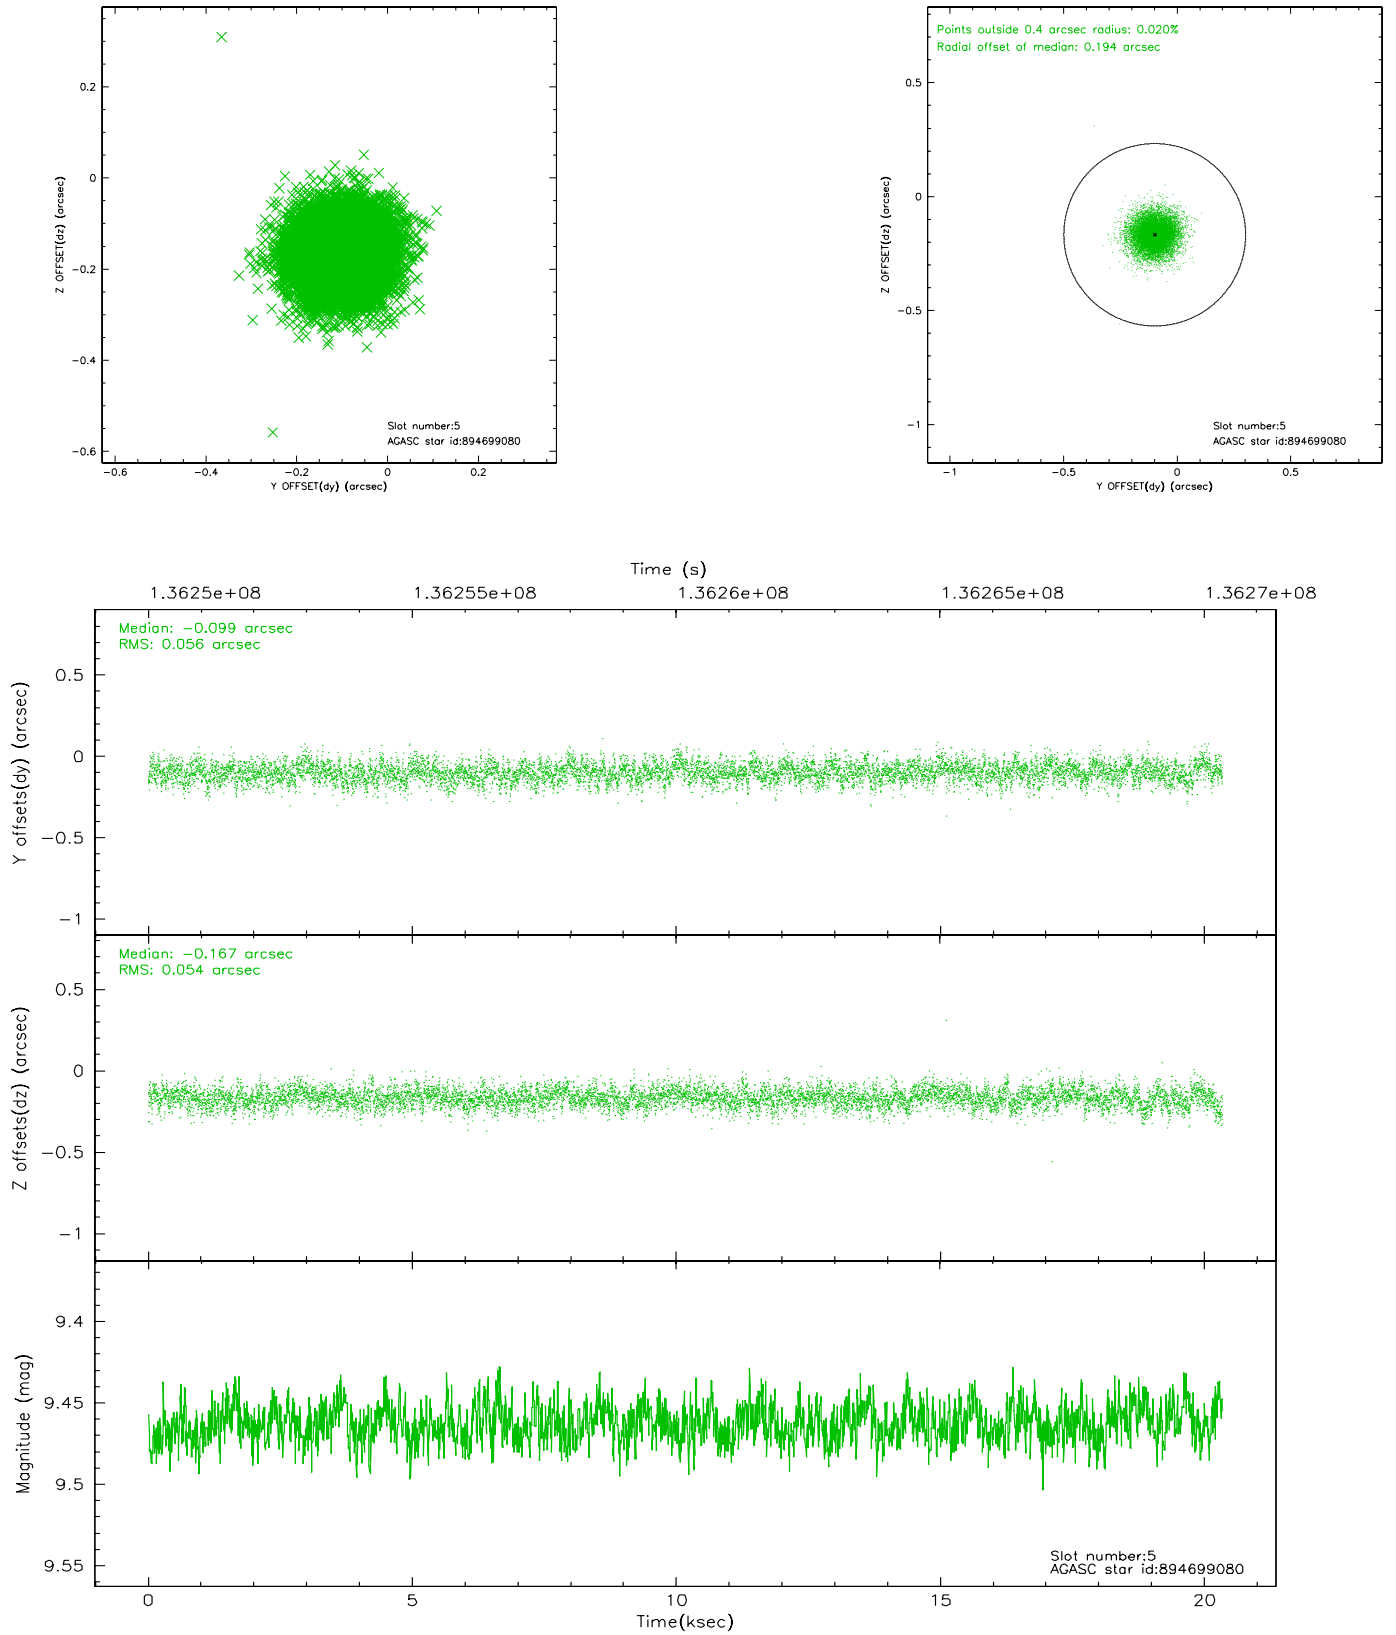 0.2
0
−0.2
−0.4
−0.6
Z OFFSET(dz) (arcsec)
−0.6 −0.4 −0.2 0 0.2
Y OFFSET(dy) (arcsec)
Slot number:5
AGASC star id:894699080
Points outside 0.4 arcsec radius: 0.020%
Radial offset of median: 0.194 arcsec
0.5
0
−0.5
−1
Z OFFSET(dz) (arcsec)
−1 −0.5 0 0.5
Y OFFSET(dy) (arcsec)
Slot number:5
AGASC star id:894699080
Time (s)
1.3625e+08 1.36255e+08 1.3626e+08 1.36265e+08 1.3627e+08
Median: −0.099 arcsec
RMS: 0.056 arcsec
0.5
0
−0.5
−1
Y offsets(dy) (arcsec)
Median: −0.167 arcsec
RMS: 0.054 arcsec
0.5
0
−0.5
−1
Z offsets(dz) (arcsec)
9.4
9.45
9.5
9.55
Magnitude (mag)
Slot number:5
AGASC star id:894699080
0 5 10 15 20
Time(ksec)